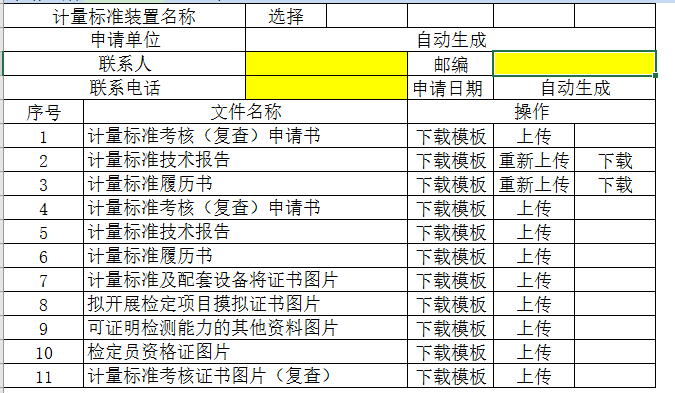 计量标准装置名称 选择
申请单位 自动生成
联系人 邮编
联系电话 申请日期 自动生成
序号 文件名称 操作
1 计量标准考核（复查）申请书 下载模板 上传
2 计量标准技术报告 下载模板 重新上传 下载
3 计量标准履历书 下载模板 重新上传 下载
4 计量标准考核（复查）申请书 下载模板 上传
5 计量标准技术报告 下载模板 上传
6 计量标准履历书 下载模板 上传
7 计量标准及配套设备将证书图片 下载模板 上传
8 拟开展检定项目摸拟证书图片 下载模板 上传
9 可证明检测能力的其他资料图片 下载模板 上传
10 检定员资格证图片 下载模板 上传
11 计量标准考核证书图片（复查） 下载模板 上传